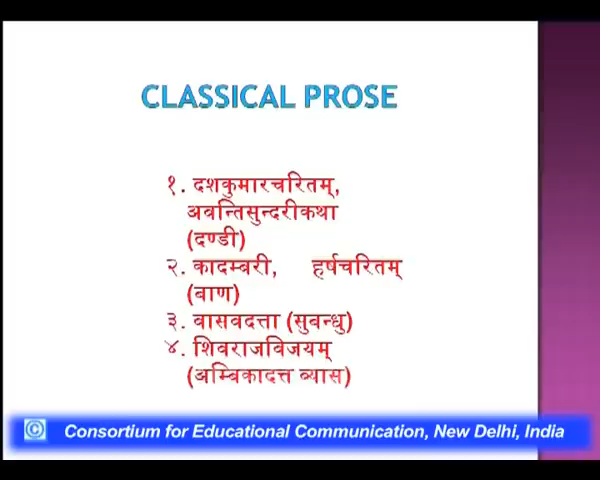 CLASSICAL PROSE
१. दशकुमारचरितम्,
अवन्तिसुन्दरीकथा
(दण्डी)
२. कादम्बरी, हर्षचरितम्
(बाण)
३. वासवदत्ता (सुबन्धु)
४. शिवराजविजयम्
(अम्बिकादत्त व्यास)
© Consortium for Educational Communication, New Delhi, India